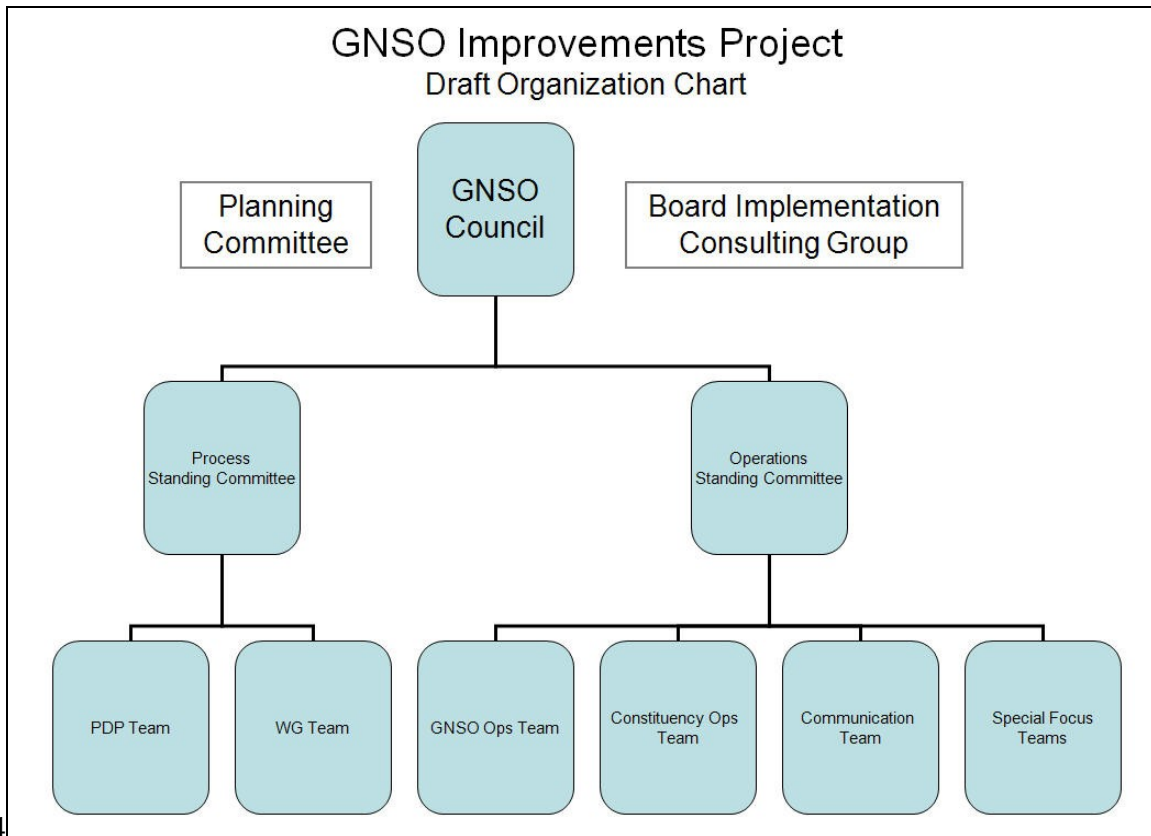 GNSO Improvements Project
Draft Organization Chart
Planning
Committee
GNSO
Council
Board Implementation
Consulting Group
Process
Standing Committee
Operations
Standing Committee
PDP Team
WG Team
GNSO Ops Team
Constituency Ops
Team
Communication
Team
Special Focus
Teams